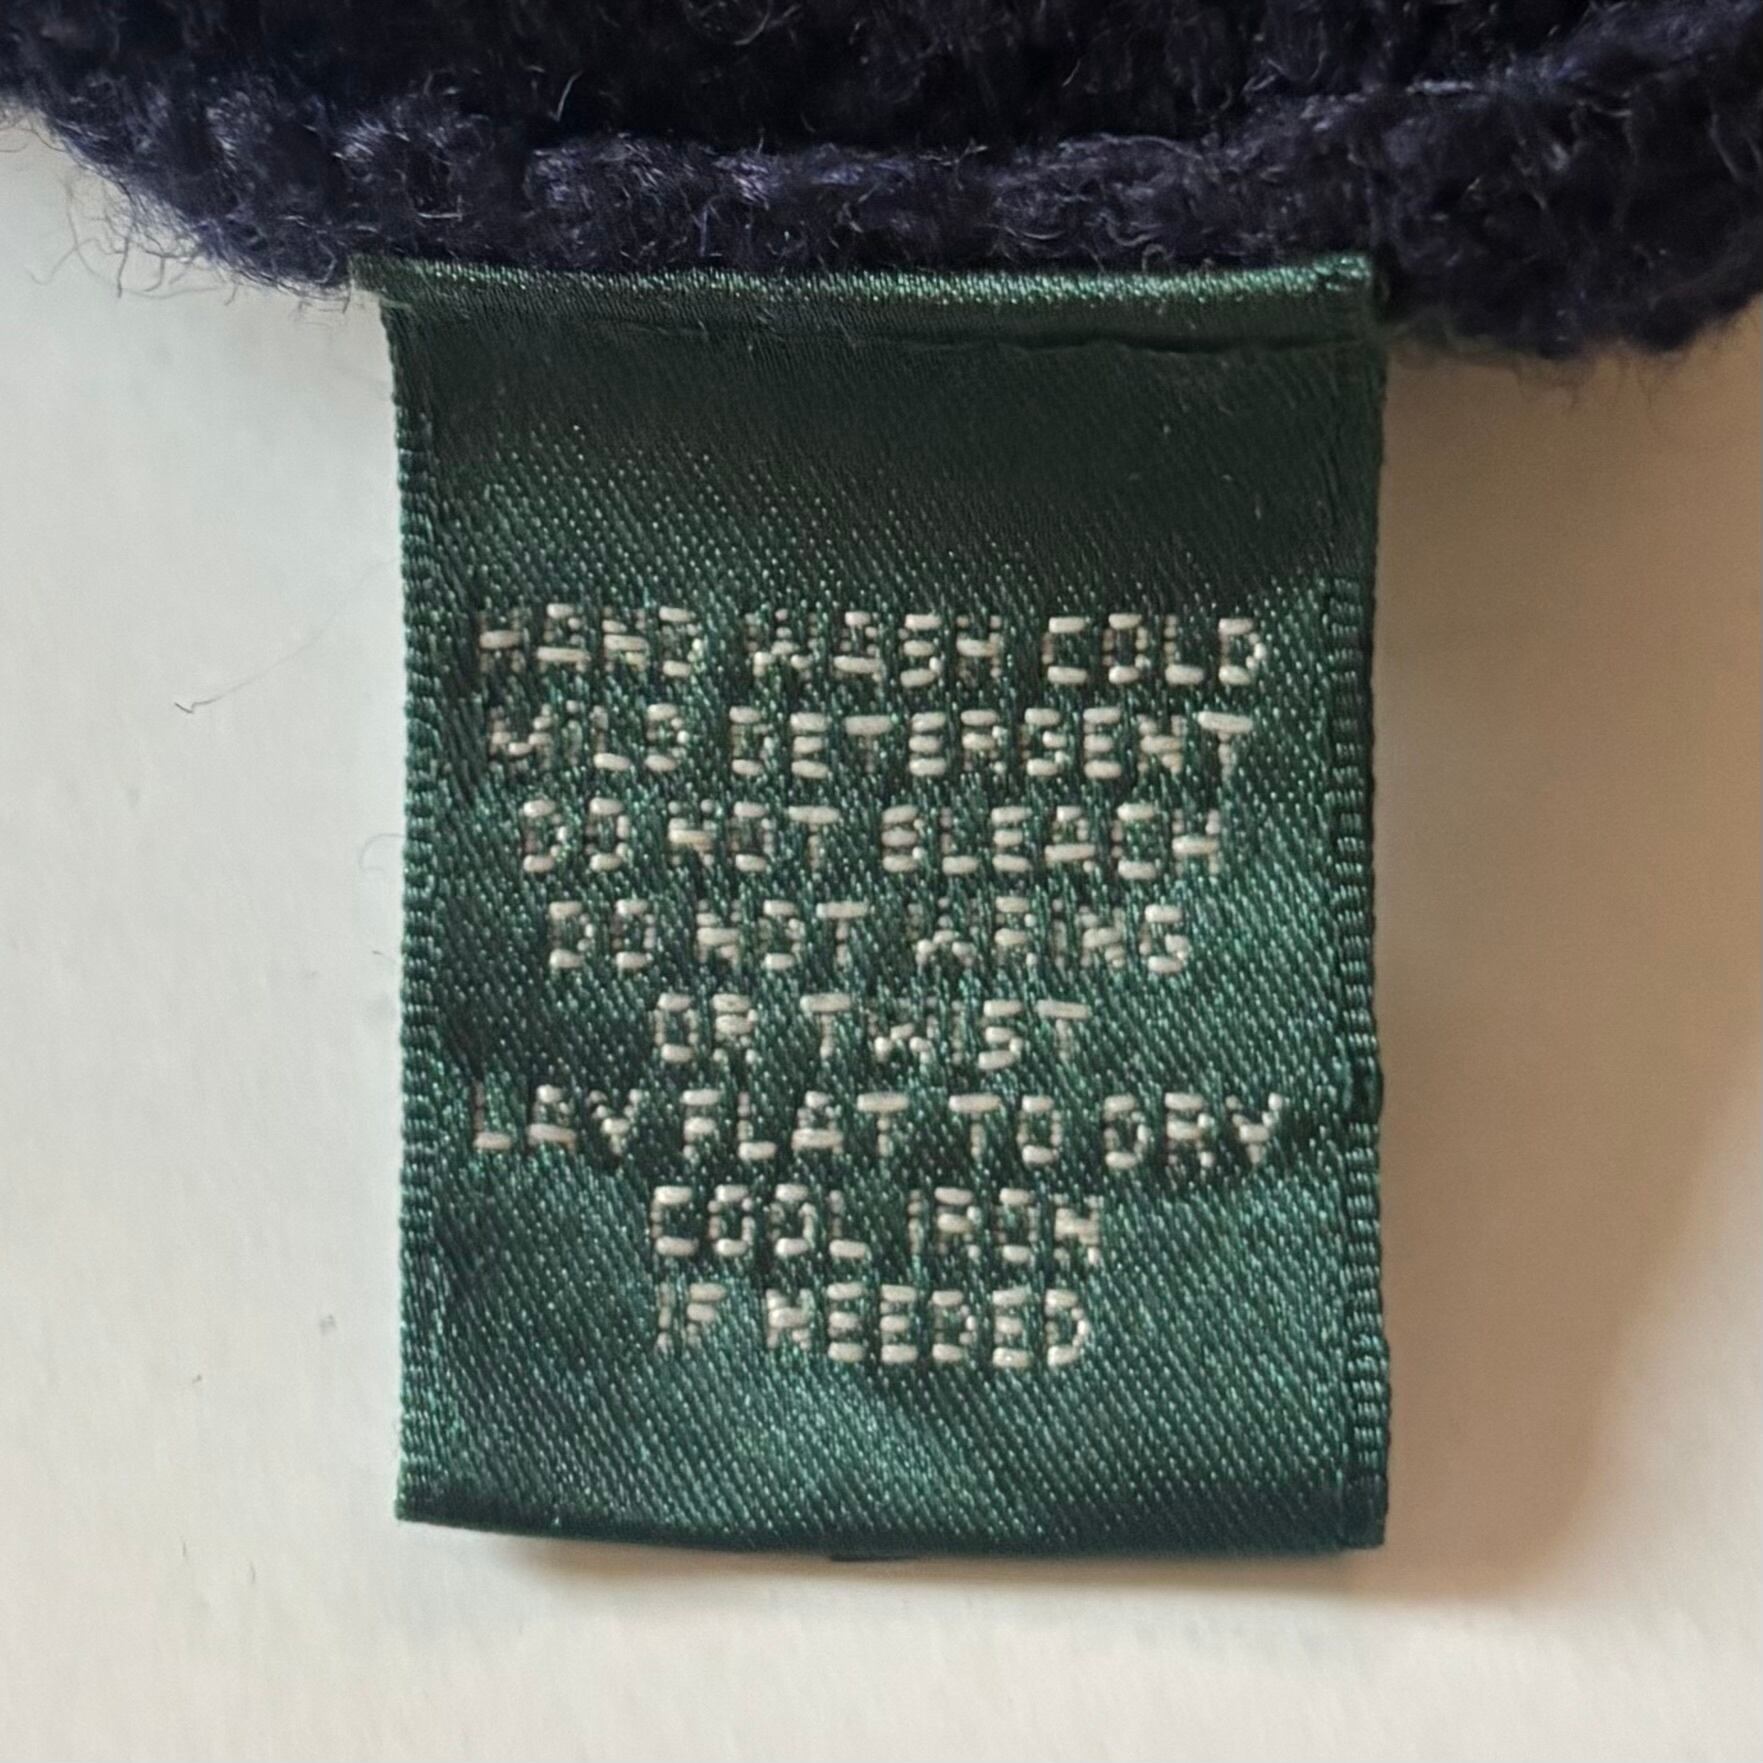 HAND WASH COLD
MILD DETERGENT
DO NOT BLEACH
DO NOT WRING
OR TWIST
LAY FLAT TO DRY
COOL IRON
IF NEEDED